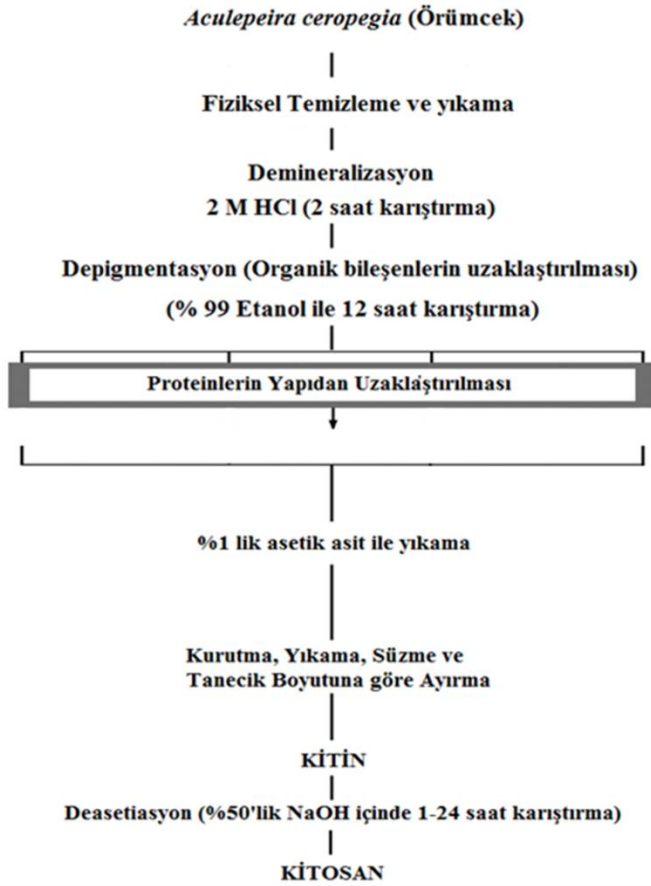 Aculepeira ceropegia (Örümcek)
Fiziksel Temizleme ve yıkama
Demineralizasyon
2 M HCl (2 saat karıştırma)
Depigmentasyon (Organik bileşenlerin uzaklaştırılması)
(% 99 Etanol ile 12 saat karıştırma)
Proteinlerin Yapıdan Uzaklaştırılması
%1 lik asetik asit ile yıkama
Kurutma, Yıkama, Süzme ve
Tanecik Boyutuna göre Ayırma
KİTİN
Deasetiasyon (%50'lik NaOH içinde 1-24 saat karıştırma)
KİTOSAN